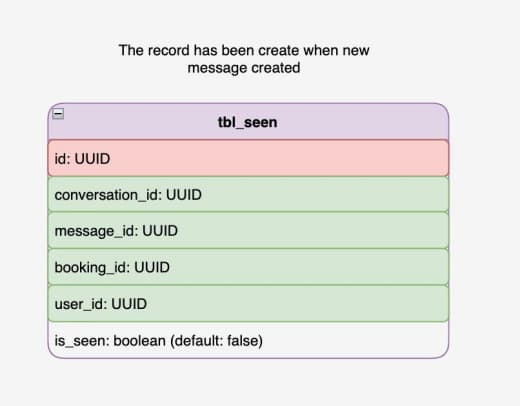 The record has been create when new
message created
tbl_seen
id: UUID
conversation_id: UUID
message_id: UUID
booking_id: UUID
user_id: UUID
is_seen: boolean (default: false)